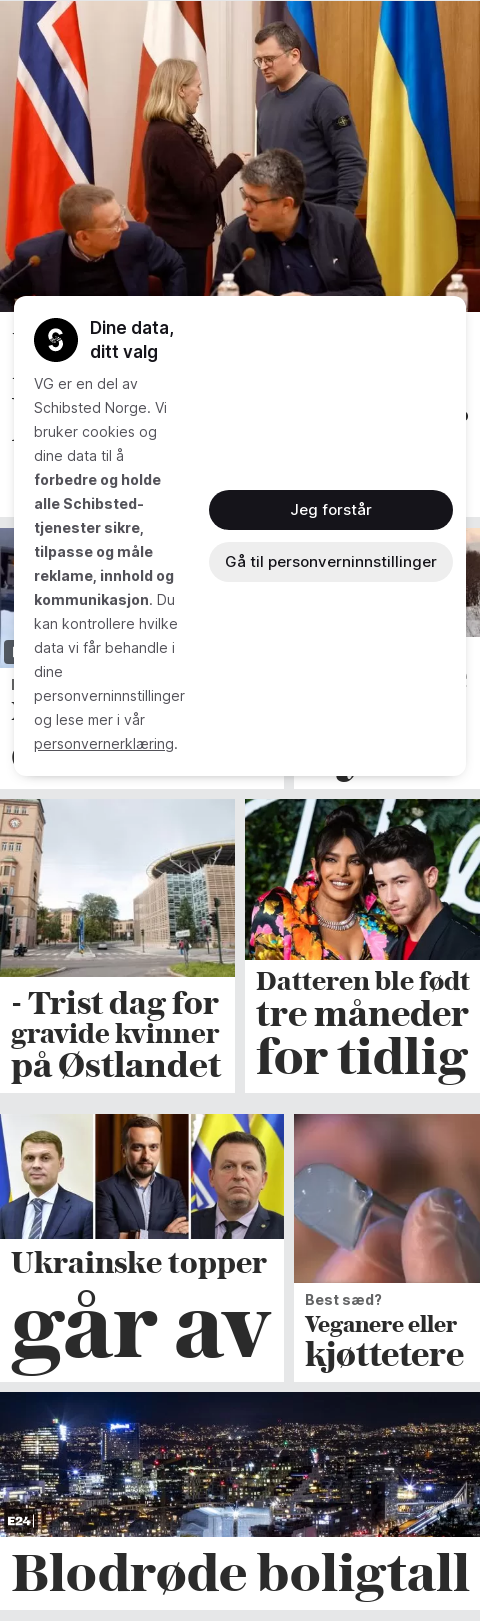 Dine data,
ditt valg
VG er en del av
Schibsted Norge. Vi
bruker cookies og
dine data til å
forbedre og holde
alle Schibsted-
tjenester sikre,
tilpasse og måle
reklame, innhold og
kommunikasjon. Du
kan kontrollere hvilke
data vi får behandle i
dine
personverninnstillinger
og lese mer i vår
personvernerklæring.
Jeg forstår
Gå til personverninnstillinger
- Trist dag for
gravide kvinner
på Østlandet
Datteren ble født
tre måneder
for tidlig
Ukrainske topper
går av
Best sæd?
Veganere eller
kjøttetere
E24
Blodrøde boligtall